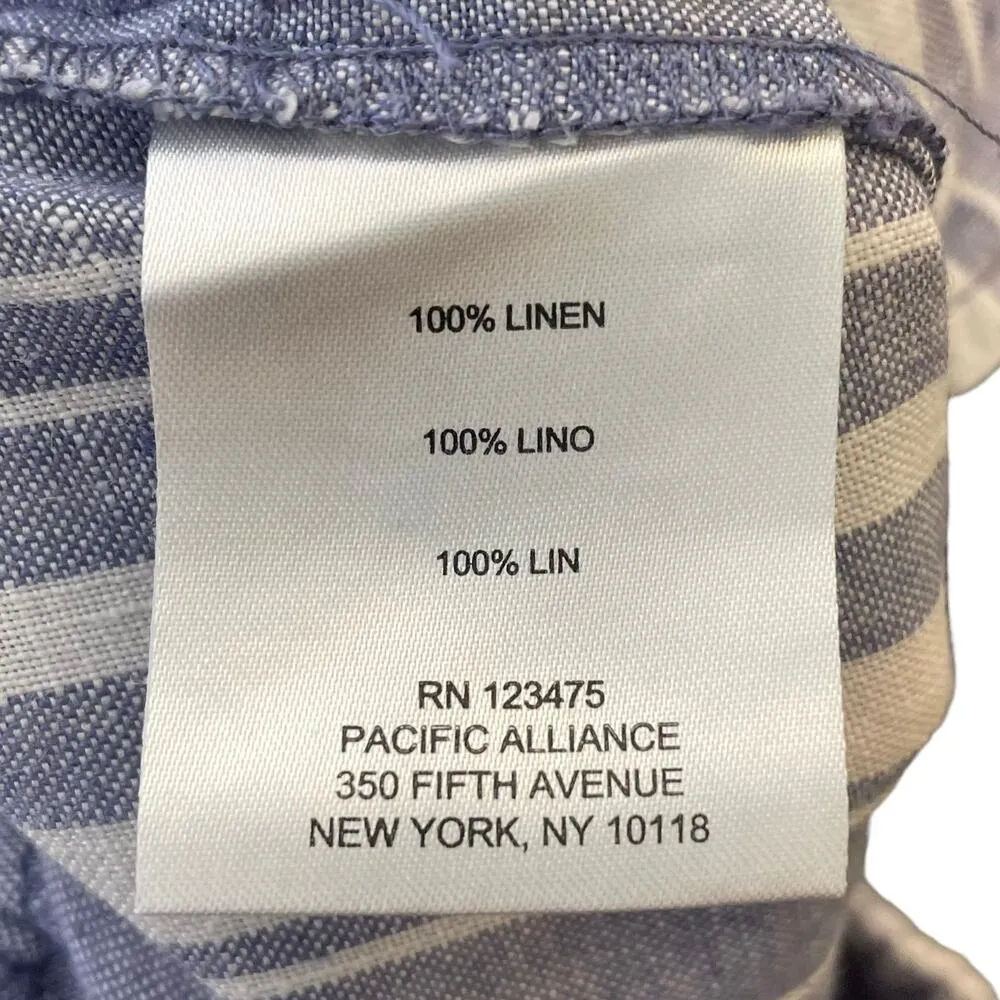 100% LINEN
100% LINO
100% LIN
RN 123475
PACIFIC ALLIANCE
350 FIFTH AVENUE
NEW YORK, NY 10118